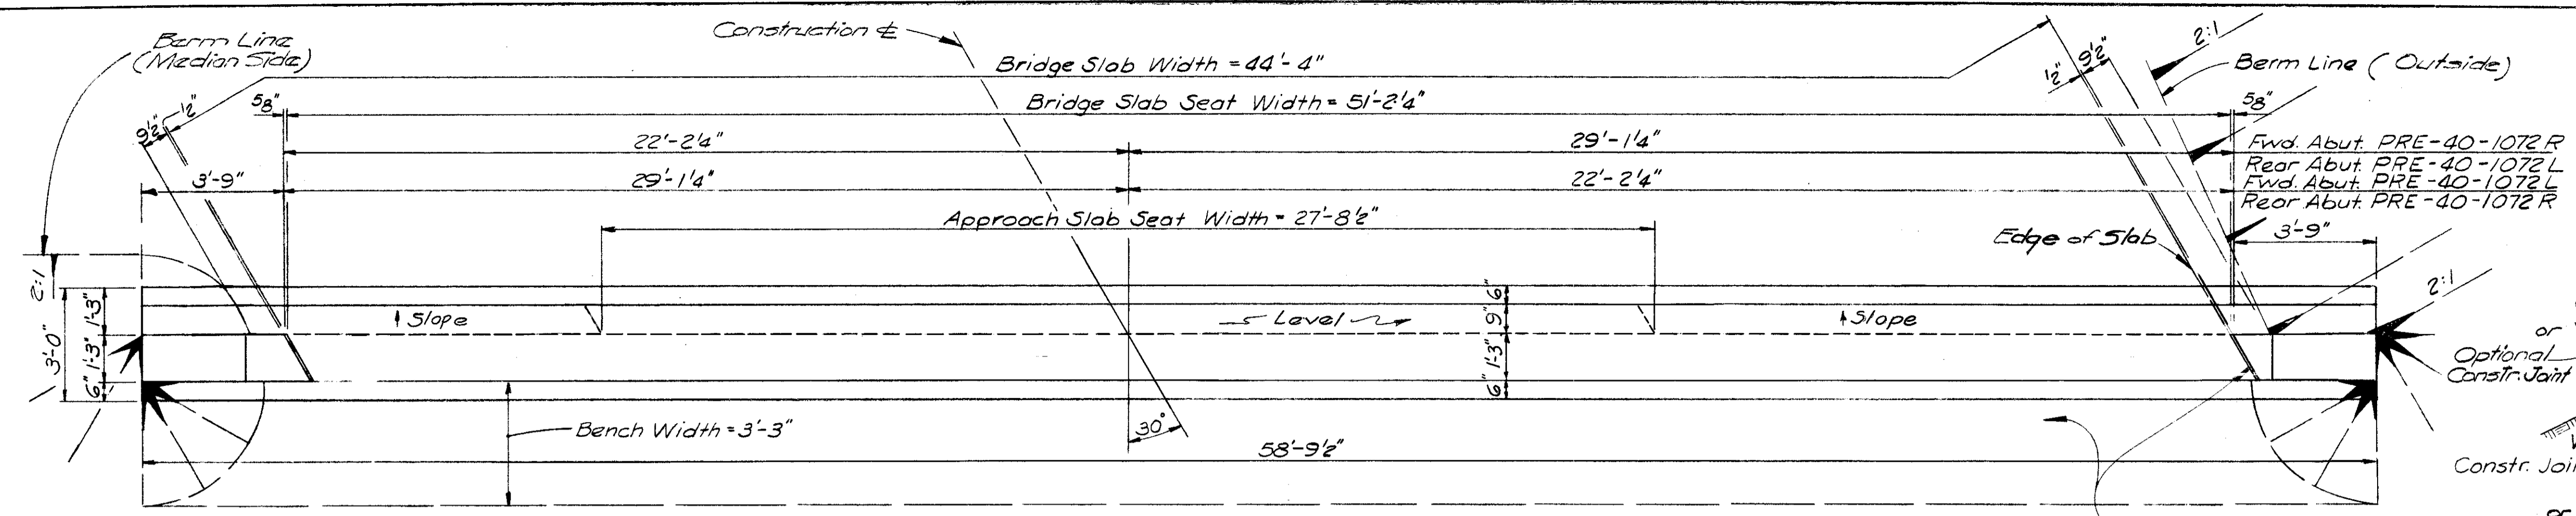 Berm Line
(Median Side)
Construction ℄
Bridge Slab Width = 44'-4"
2:1
9½"
½"
Berm Line (Outside)
9½"
½"
⅝"
Bridge Slab Seat Width = 51'-2¼"
⅝"
22'-2¼"
29'-1¼"
Fwd. Abut. PRE-40-1072 R
Rear Abut. PRE-40-1072 L
3'-9"
29'-1¼"
22'-2¼"
Fwd. Abut. PRE-40-1072 L
Rear Abut. PRE-40-1072 R
Approach Slab Seat Width = 27'-8½"
Edge of Slab
3'-9"
2:1
2:1
3'-0"
1'-3"
1'-3"
6"
Slope
Level
6"
9"
1'-3"
6"
Slope
or
Optional
Constr. Joint
Bench Width = 3'-3"
30°
58'-9½"
Constr. Joi
or